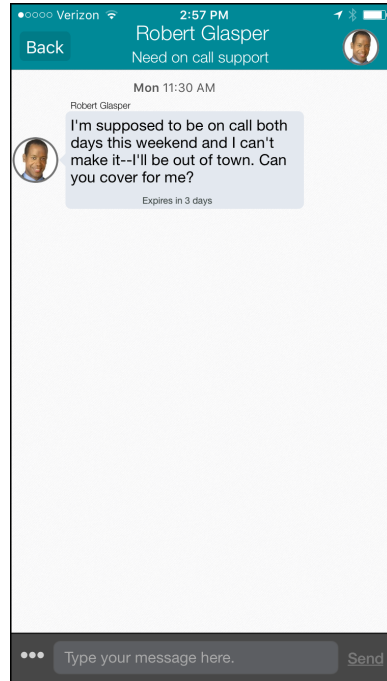 Verizon 2:57 PM
Robert Glasper
Back
Need on call support
Mon 11:30 AM
Robert Glasper
I'm supposed to be on call both
days this weekend and I can't
make it--I'll be out of town. Can
you cover for me?
Expires in 3 days
Type your message here.
Send